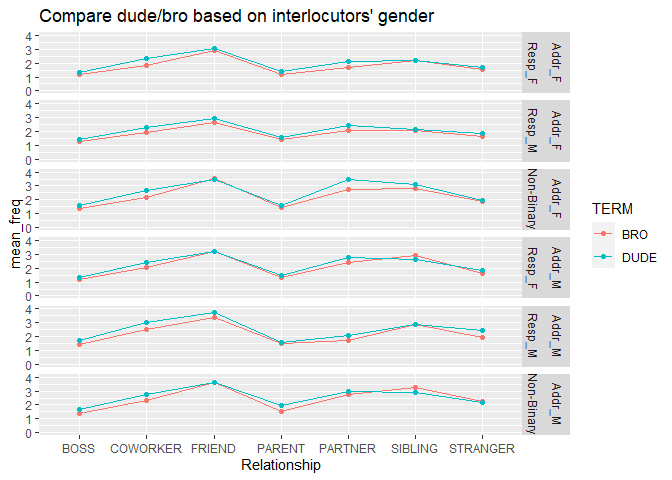 Compare dude/bro based on interlocutors' gender
mean_freq
4
3
2
1
0
Addr_F
Resp_F
4
3
2
1
0
Addr_F
Resp_M
4
3
2
1
0
Addr_F
Non-Binary
4
3
2
1
0
Addr_M
Resp_F
4
3
2
1
0
Addr_M
Resp_M
4
3
2
1
0
Addr_M
Non-Binary
BOSS COWORKER FRIEND PARENT PARTNER SIBLING STRANGER
Relationship
TERM
BRO
DUDE